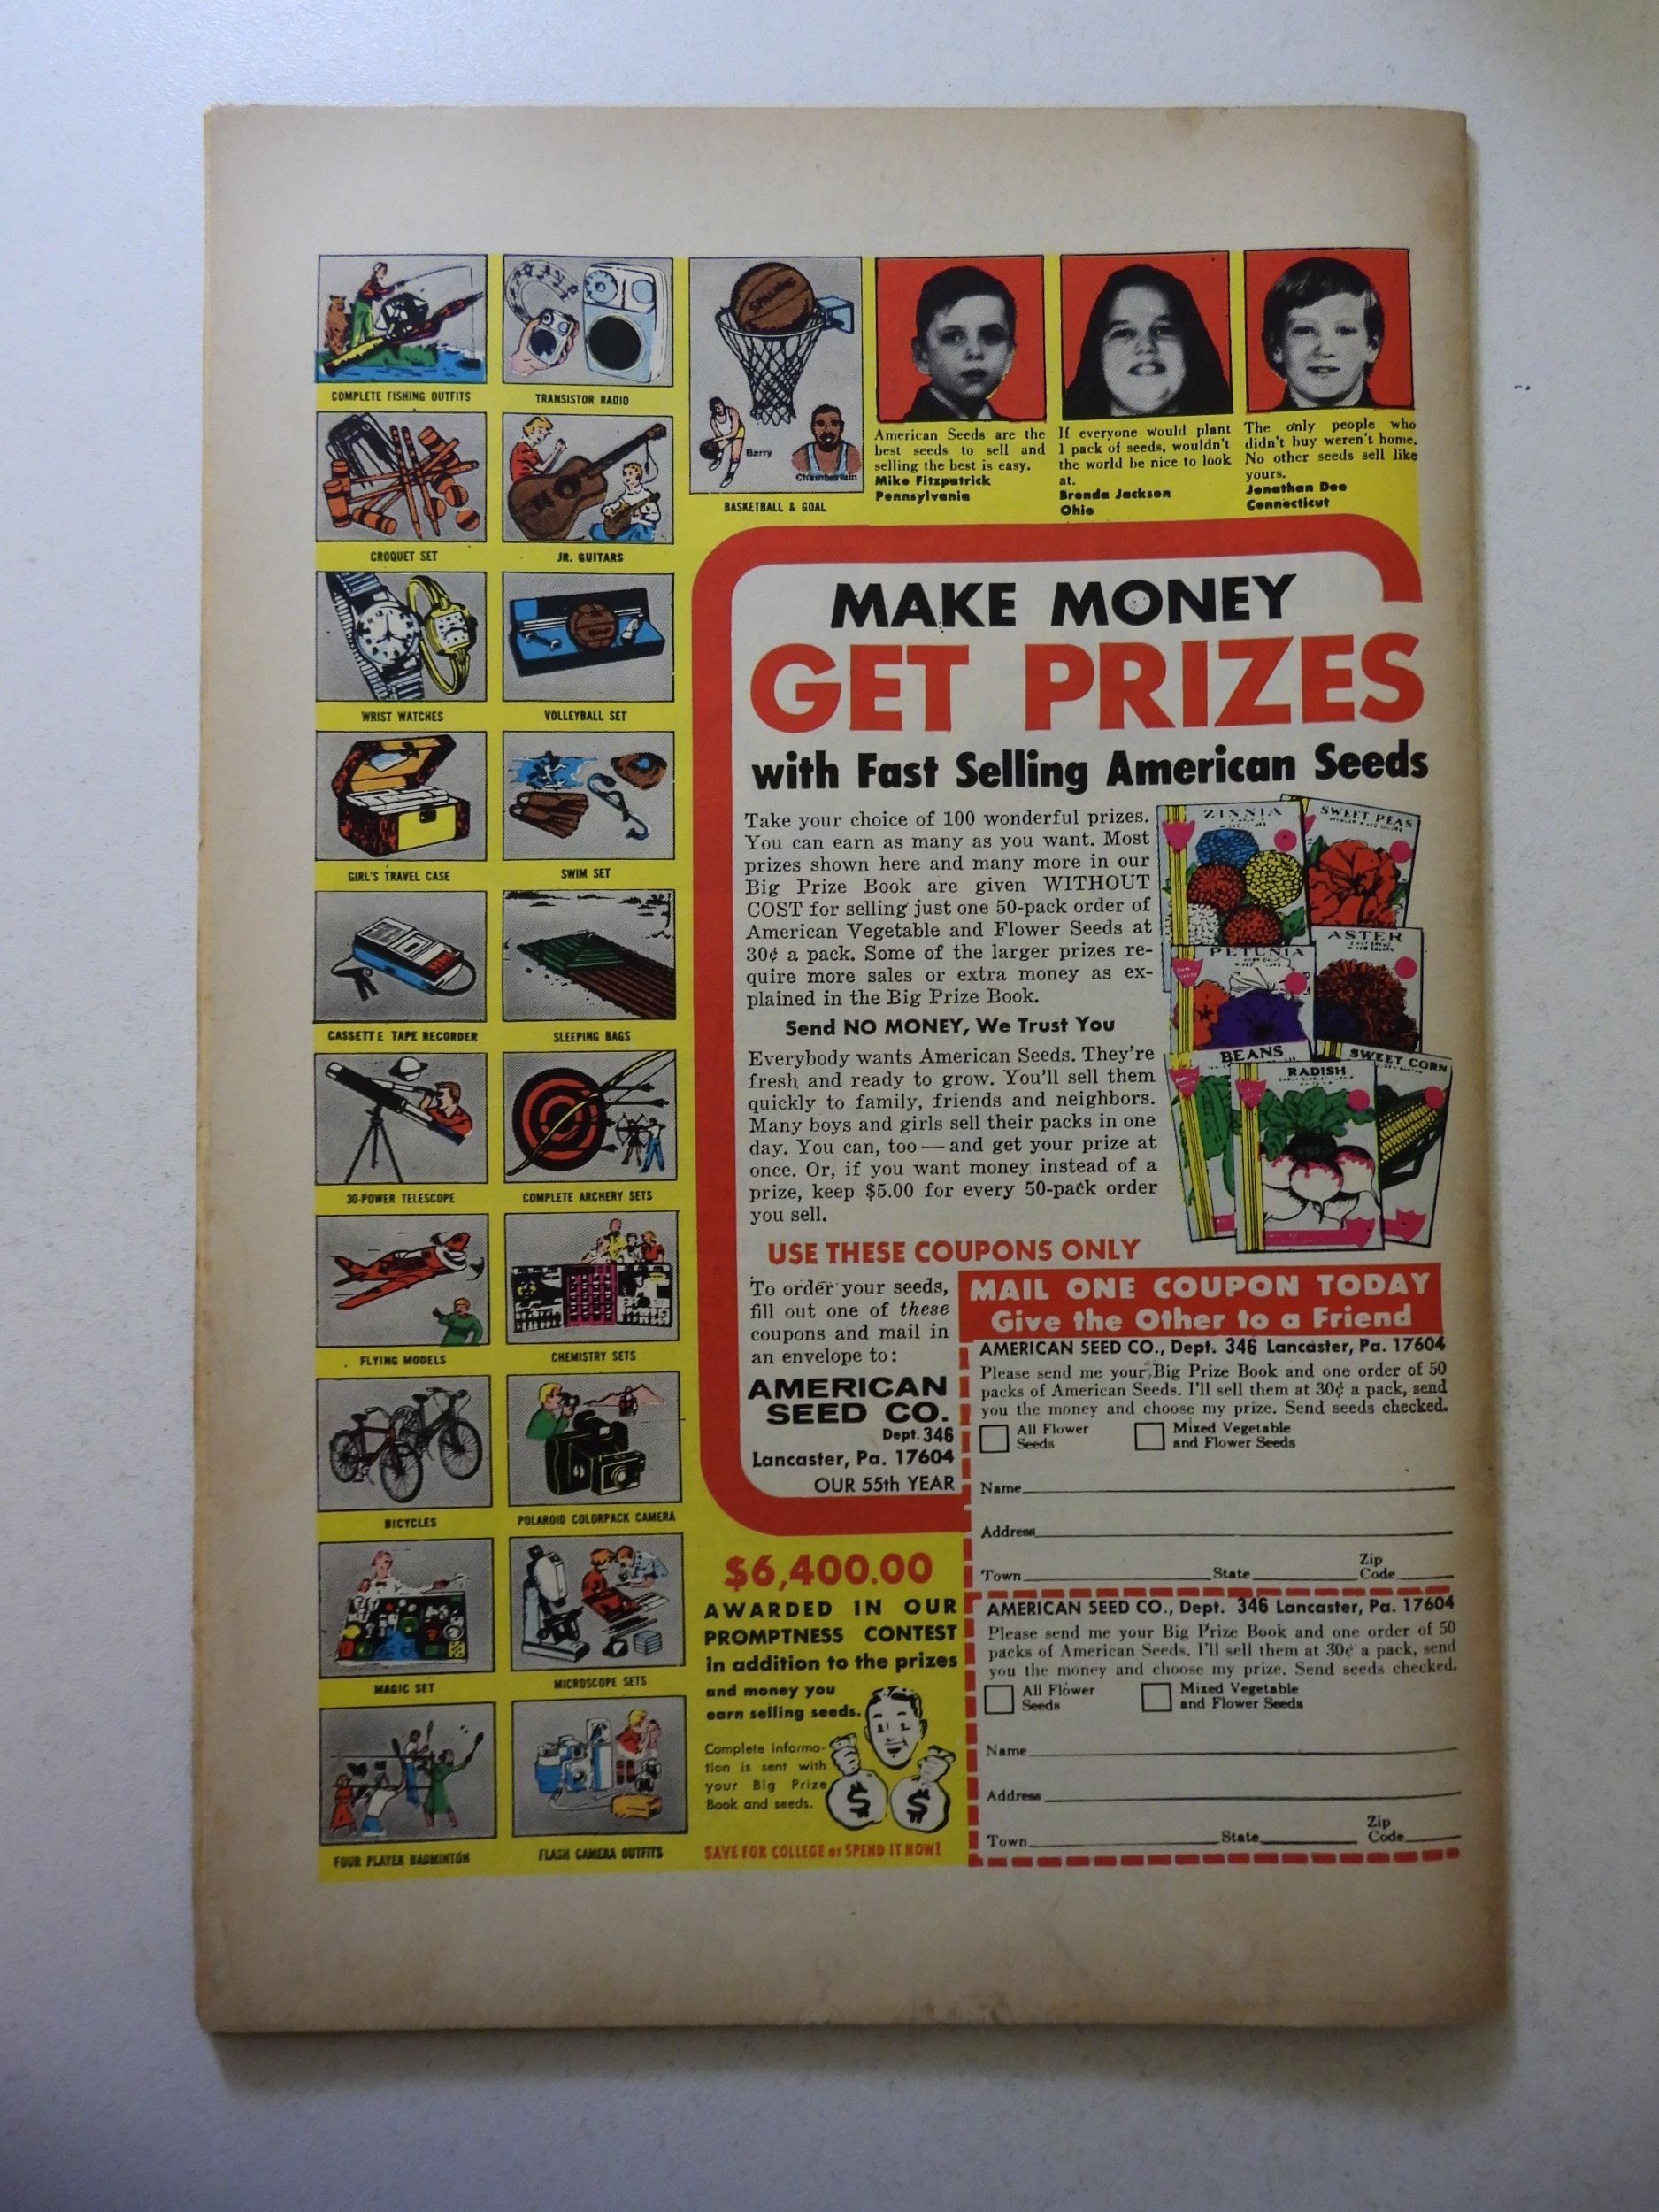 COMPLETE FISHING OUTFITS
TRANSISTOR RADIO
CROQUET SET
JR. GUITARS
WRIST WATCHES
VOLLEYBALL SET
GIRL'S TRAVEL CASE
SWIM SET
CASSETTE TAPE RECORDER
SLEEPING BAGS
30-POWER TELESCOPE
COMPLETE ARCHERY SETS
FLYING MODELS
CHEMISTRY SETS
BICYCLES
POLAROID COLORPACK CAMERA
MAGIC SET
MICROSCOPE SETS
FOUR PLAYER BADMINTON
FLASH CAMERA OUTFITS
SPALDING
Barry
Chamberlain
BASKETBALL & GOAL
American Seeds are the
best seeds to sell and
selling the best is easy.
Mike Fitzpatrick
Pennsylvania
If everyone would plant
1 pack of seeds, wouldn't
the world be nice to look
at.
Brenda Jackson
Ohio
The only people who
didn't buy weren't home.
No other seeds sell like
yours.
Jonathan Dee
Connecticut
MAKE MONEY
GET PRIZES
with Fast Selling American Seeds
Take your choice of 100 wonderful prizes.
You can earn as many as you want. Most
prizes shown here and many more in our
Big Prize Book are given WITHOUT
COST for selling just one 50-pack order of
American Vegetable and Flower Seeds at
30¢ a pack. Some of the larger prizes re-
quire more sales or extra money as ex-
plained in the Big Prize Book.
Send NO MONEY, We Trust You
Everybody wants American Seeds. They're
fresh and ready to grow. You'll sell them
quickly to family, friends and neighbors.
Many boys and girls sell their packs in one
day. You can, too — and get your prize at
once. Or, if you want money instead of a
prize, keep $5.00 for every 50-pack order
you sell.
ZINNIA
SWEET PEAS
PETUNIA
ASTER
BEANS
RADISH
SWEET CORN
USE THESE COUPONS ONLY
To order your seeds,
fill out one of these
coupons and mail in
an envelope to:
AMERICAN
SEED CO.
Dept. 346
Lancaster, Pa. 17604
OUR 55th YEAR
MAIL ONE COUPON TODAY
Give the Other to a Friend
AMERICAN SEED CO., Dept. 346 Lancaster, Pa. 17604
Please send me your Big Prize Book and one order of 50
packs of American Seeds. I'll sell them at 30¢ a pack, send
you the money and choose my prize. Send seeds checked.
All Flower Seeds
Mixed Vegetable and Flower Seeds
Name
Address
Town State Zip Code
AMERICAN SEED CO., Dept. 346 Lancaster, Pa. 17604
Please send me your Big Prize Book and one order of 50
packs of American Seeds. I'll sell them at 30¢ a pack, send
you the money and choose my prize. Send seeds checked.
All Flower Seeds
Mixed Vegetable and Flower Seeds
Name
Address
Town State Zip Code
$6,400.00
AWARDED IN OUR
PROMPTNESS CONTEST
in addition to the prizes
and money you
earn selling seeds.
Complete informa-
tion is sent with
your Big Prize
Book and seeds.
$ $
SAVE FOR COLLEGE or SPEND IT NOW!